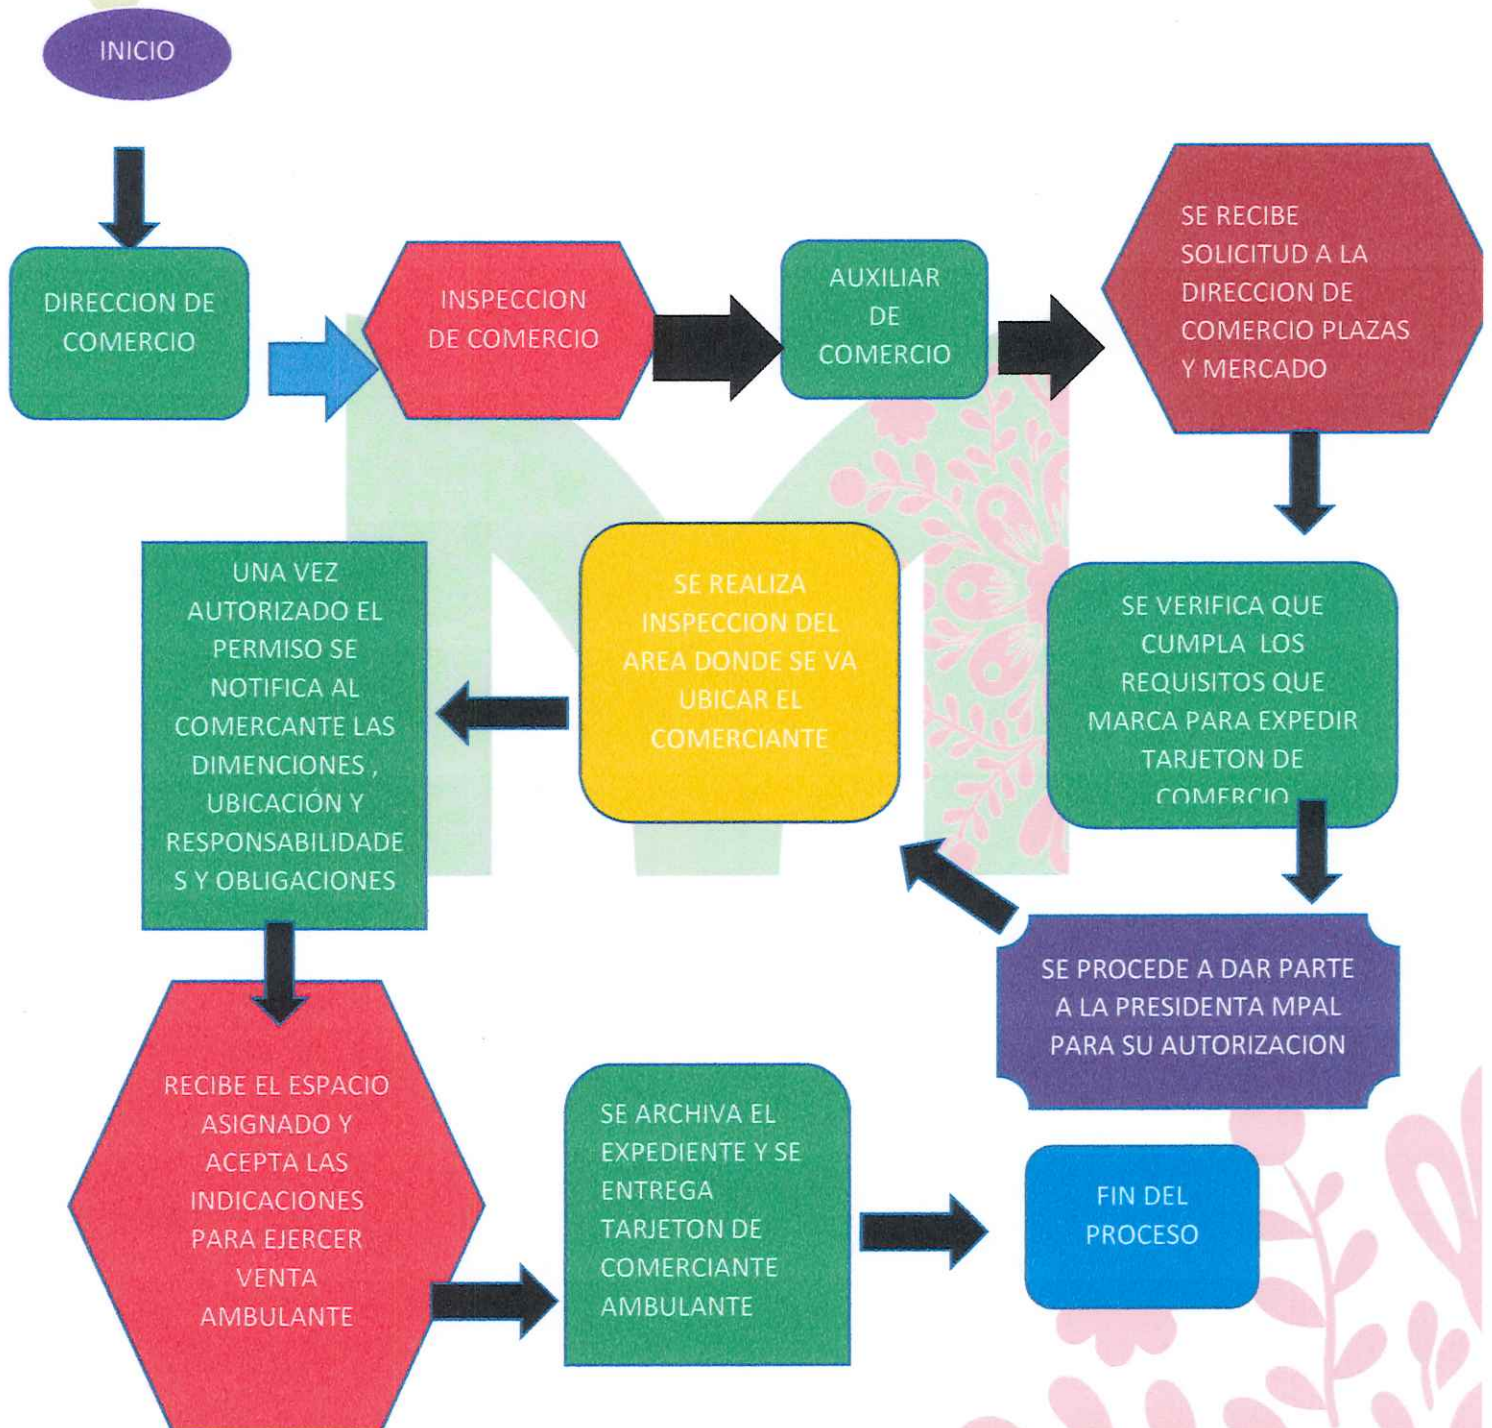 INICIO
DIRECCION DE
COMERCIO
INSPECCION
DE COMERCIO
AUXILIAR
DE
COMERCIO
SE RECIBE
SOLICITUD A LA
DIRECCION DE
COMERCIO PLAZAS
Y MERCADO
SE VERIFICA QUE
CUMPLA LOS
REQUISITOS QUE
MARCA PARA EXPEDIR
TARJETON DE
COMERCIO
SE PROCEDE A DAR PARTE
A LA PRESIDENTA MPAL
PARA SU AUTORIZACION
SE REALIZA
INSPECCION DEL
AREA DONDE SE VA
UBICAR EL
COMERCIANTE
UNA VEZ
AUTORIZADO EL
PERMISO SE
NOTIFICA AL
COMERCANTE LAS
DIMENCIONES ,
UBICACIÓN Y
RESPONSABILIDADE
S Y OBLIGACIONES
RECIBE EL ESPACIO
ASIGNADO Y
ACEPTA LAS
INDICACIONES
PARA EJERCER
VENTA
AMBULANTE
SE ARCHIVA EL
EXPEDIENTE Y SE
ENTREGA
TARJETON DE
COMERCIANTE
AMBULANTE
FIN DEL
PROCESO